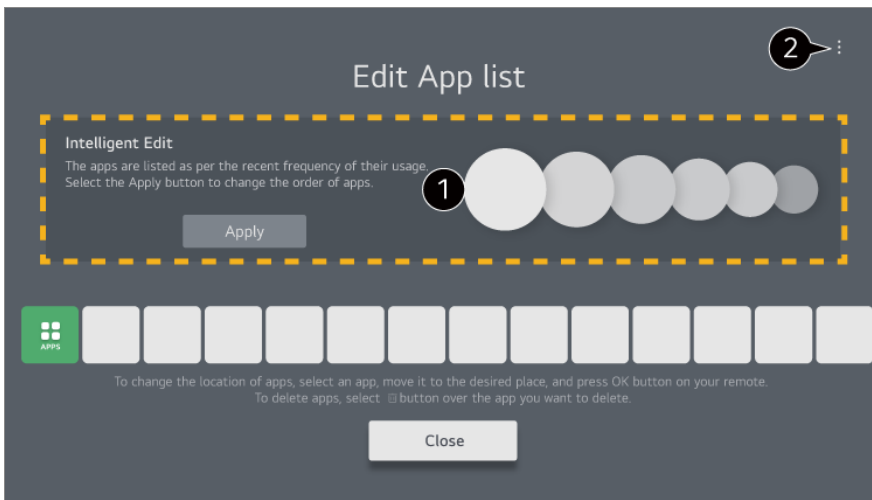 2
Edit App list
Intelligent Edit
The apps are listed as per the recent frequency of their usage.
Select the Apply button to change the order of apps.
1
Apply
APPS
To change the location of apps, select an app, move it to the desired place, and press OK button on your remote.
To delete apps, select button over the app you want to delete.
Close